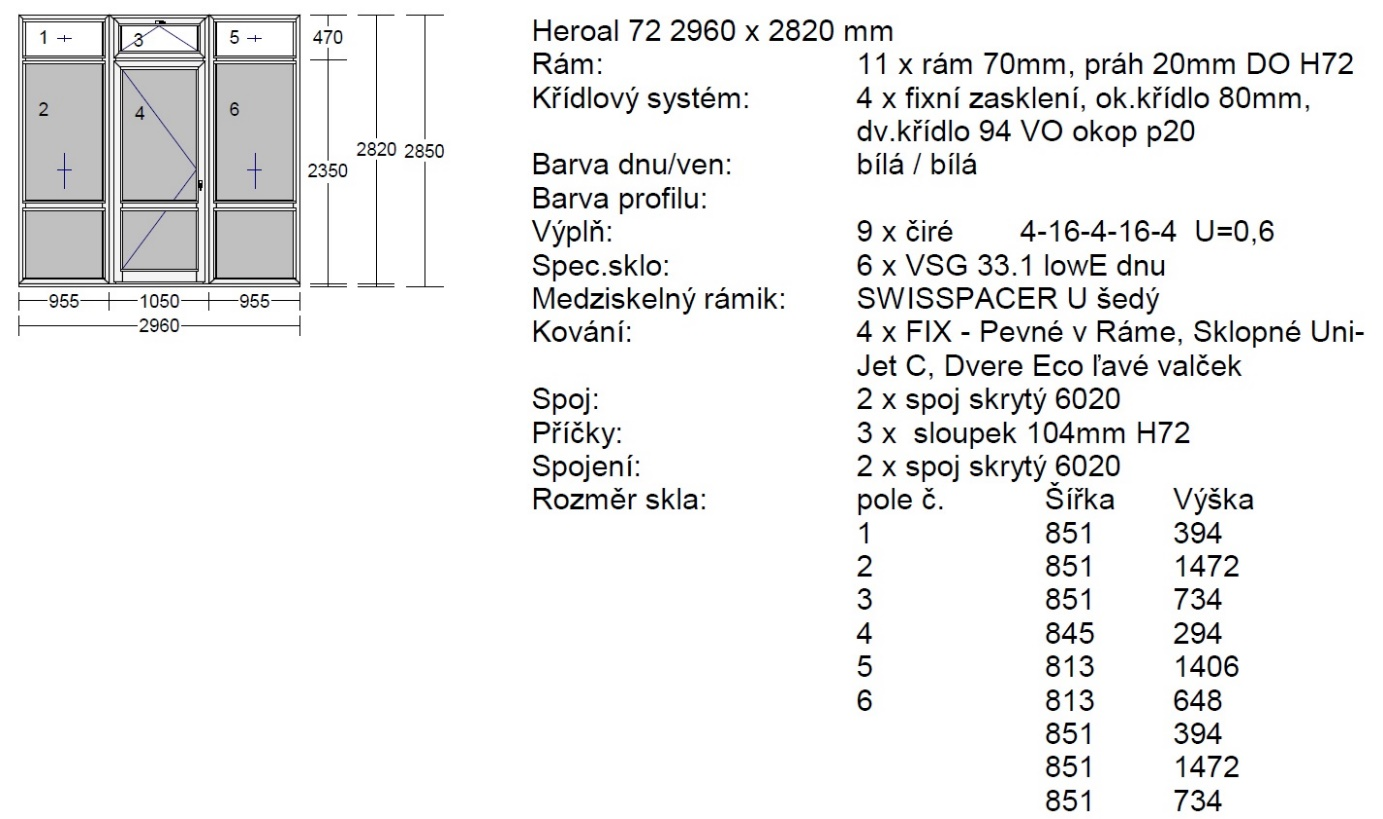 1
3
5
470
2
4
6
2350
2820
2850
955
1050
955
2960
Heroal 72 2960 x 2820 mm
Rám: 11 x rám 70mm, práh 20mm DO H72
Křídlový systém: 4 x fixní zasklení, ok.křídlo 80mm,
dv.křídlo 94 VO okop p20
Barva dnu/ven: bílá / bílá
Barva profilu:
Výplň: 9 x čiré 4-16-4-16-4 U=0,6
Spec.sklo: 6 x VSG 33.1 lowE dnu
Medziskelný rámik: SWISSPACER U šedý
Kování: 4 x FIX - Pevné v Ráme, Sklopné Uni-
Jet C, Dvere Eco ľavé valček
Spoj: 2 x spoj skrytý 6020
Příčky: 3 x sloupek 104mm H72
Spojení: 2 x spoj skrytý 6020
Rozměr skla: pole č. Šířka Výška
1 851 394
2 851 1472
3 851 734
4 845 294
5 813 1406
6 813 648
851 394
851 1472
851 734